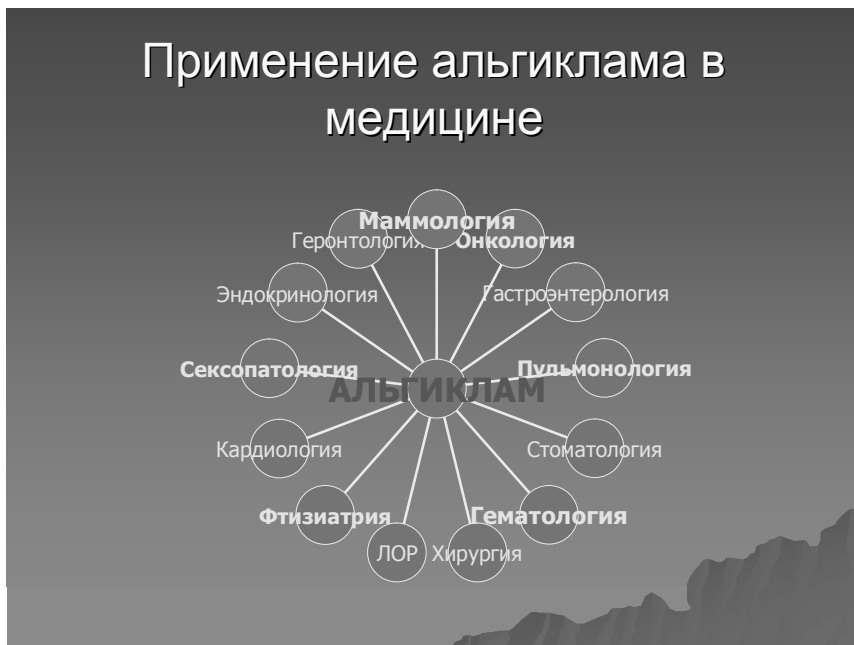 Применение альгиклама в
медицине
Маммология
Геронтология
Онкология
Эндокринология
Гастроэнтерология
Сексопатология
Пульмонология
АЛЬГИКЛАМ
Кардиология
Стоматология
Фтизиатрия
Гематология
ЛОР
Хирургия